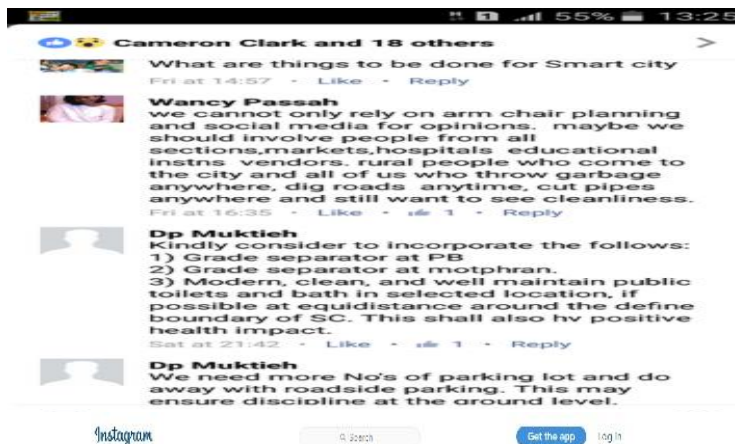 55% 13:25
Cameron Clark and 18 others
What are things to be done for Smart city
Fri at 14:57 · Like · Reply
Wancy Passah
we cannot only rely on arm chair planning
and social media for opinions. maybe we
should involve people from all
sections,markets,hospitals educational
instns vendors. rural people who come to
the city and all of us who throw garbage
anywhere, dig roads anytime, cut pipes
anywhere and still want to see cleanliness.
Fri at 16:35 · Like · 1 · Reply
Dp Muktieh
Kindly consider to incorporate the follows:
1) Grade separator at PB
2) Grade separator at motphran.
3) Modern, clean, and well maintain public
toilets and bath in selected location, if
possible at equidistance around the define
boundary of SC. This shall also hv positive
health impact.
Sat at 21:42 · Like · 1 · Reply
Dp Muktieh
We need more No's of parking lot and do
away with roadside parking. This may
ensure discipline at the ground level.
Instagram Search Get the app Log In